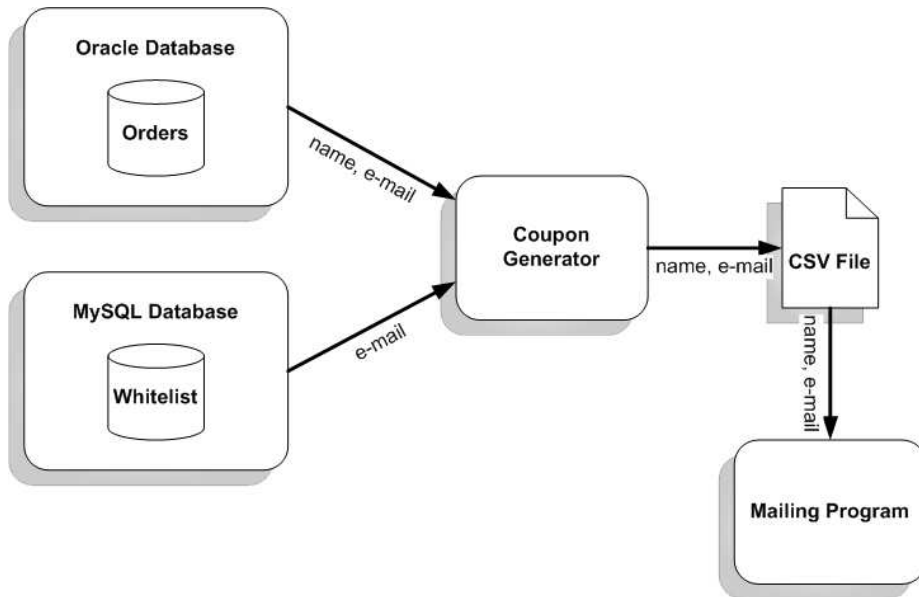 Oracle Database
Orders
name, e-mail
MySQL Database
Whitelist
e-mail
Coupon
Generator
name, e-mail
CSV File
name, e-mail
Mailing Program